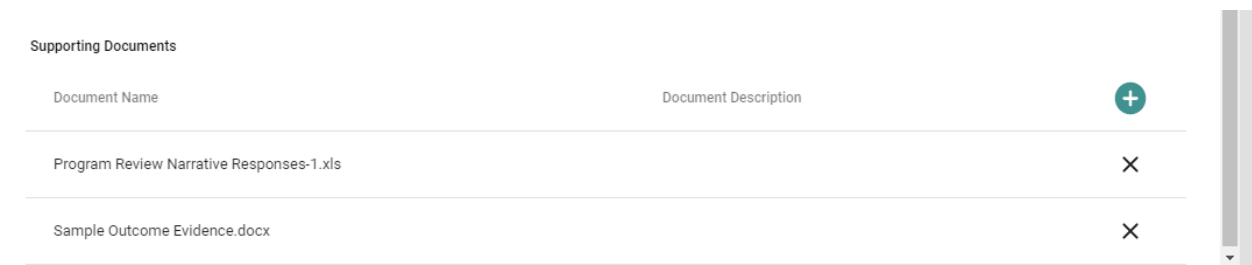 Supporting Documents
Document Name Document Description
Program Review Narrative Responses-1.xls
Sample Outcome Evidence.docx